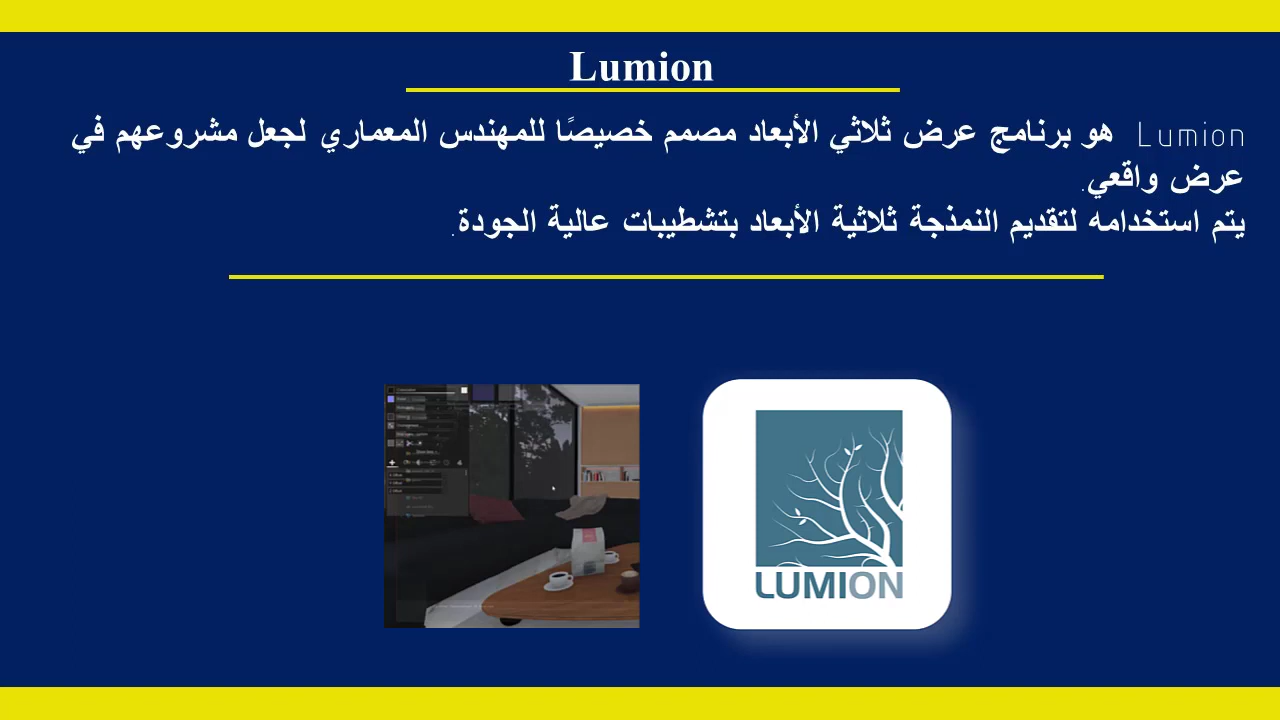 Lumion
Lumion هو برنامج عرض ثلاثي الأبعاد مصمم خصيصًا للمهندس المعماري لجعل مشروعهم في
عرض واقعي.
يتم استخدامه لتقديم النمذجة ثلاثية الأبعاد بتشطيبات عالية الجودة.
LUMION